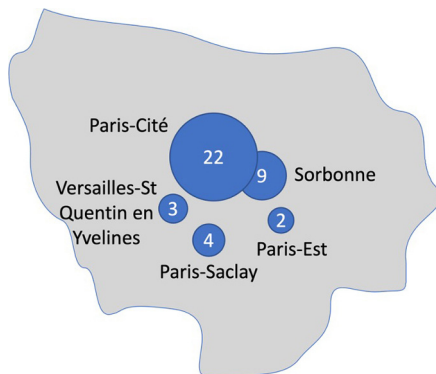 Paris-Cité
22
9
Sorbonne
Versailles-St
Quentin en
Yvelines
3
2
4
Paris-Est
Paris-Saclay